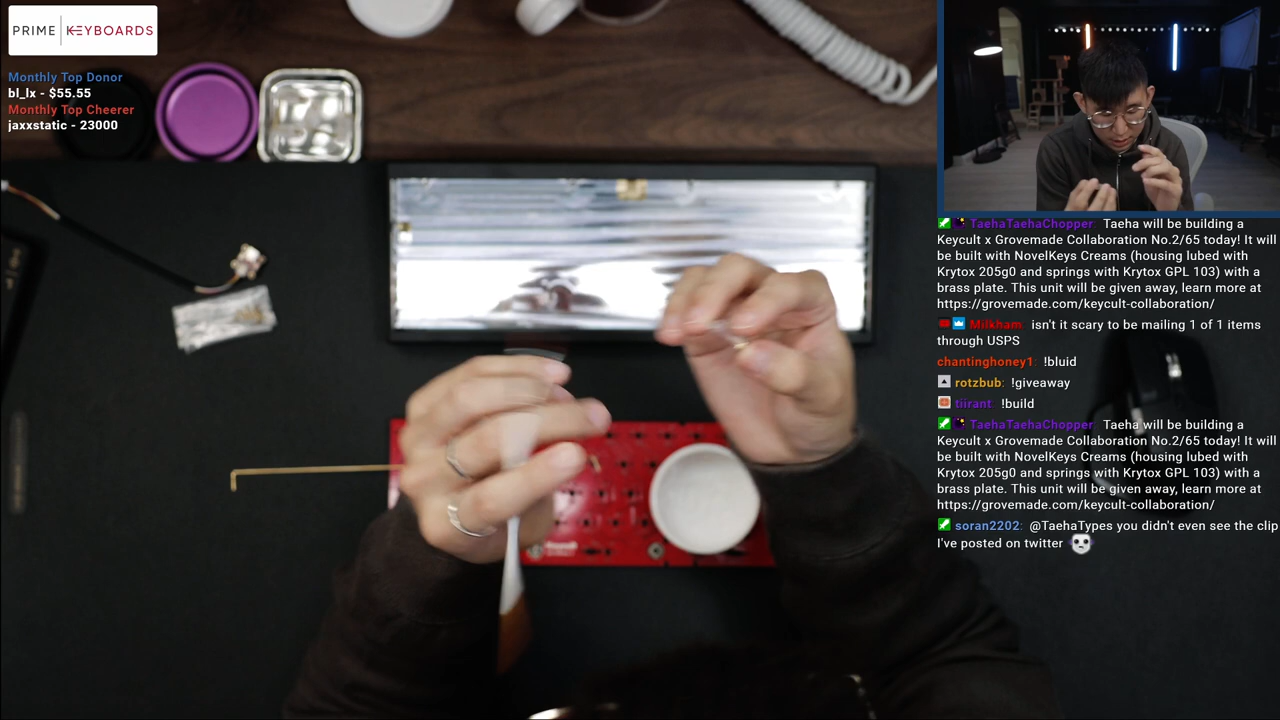 PRIME | KEYBOARDS
Monthly Top Donor
bl_lx - $55.55
Monthly Top Cheerer
jaxxstatic - 23000
TaehaTaehaChopper: Taeha will be building a
Keycult x Grovemade Collaboration No.2/65 today! It will
be built with NovelKeys Creams (housing lubed with
Krytox 205g0 and springs with Krytox GPL 103) with a
brass plate. This unit will be given away, learn more at
https://grovemade.com/keycult-collaboration/
Milkham: isn't it scary to be mailing 1 of 1 items
through USPS
chantinghoney1: !bluid
rotzbub: !giveaway
tiirant: !build
TaehaTaehaChopper: Taeha will be building a
Keycult x Grovemade Collaboration No.2/65 today! It will
be built with NovelKeys Creams (housing lubed with
Krytox 205g0 and springs with Krytox GPL 103) with a
brass plate. This unit will be given away, learn more at
https://grovemade.com/keycult-collaboration/
soran2202: @TaehaTypes you didn't even see the clip
I've posted on twitter